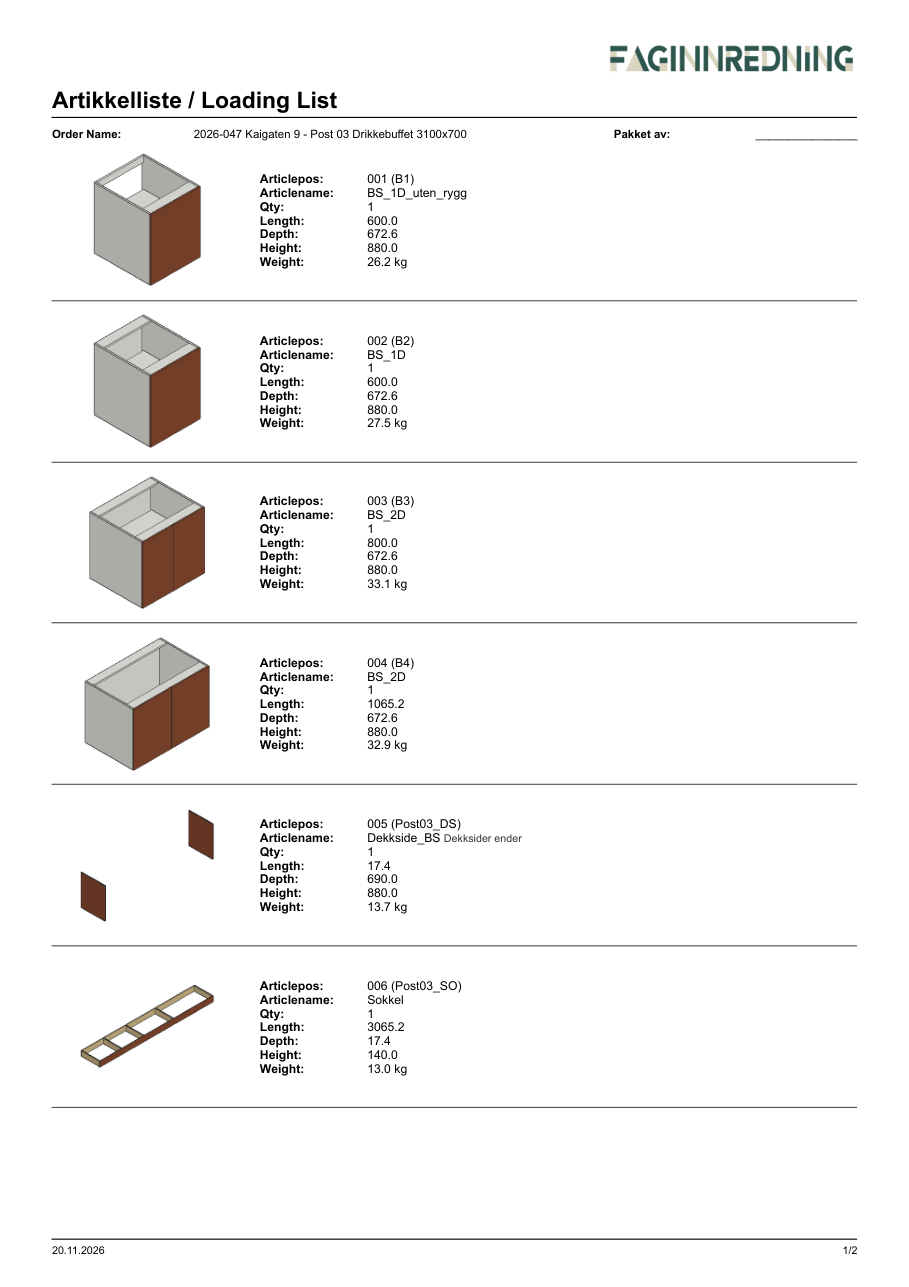 FAGINNREDNING
Artikkelliste / Loading List
Order Name: 2026-047 Kaigaten 9 - Post 03 Drikkebuffet 3100x700 Pakket av: ________________
Articlepos: 001 (B1)
Articlename: BS_1D_uten_rygg
Qty: 1
Length: 600.0
Depth: 672.6
Height: 880.0
Weight: 26.2 kg
Articlepos: 002 (B2)
Articlename: BS_1D
Qty: 1
Length: 600.0
Depth: 672.6
Height: 880.0
Weight: 27.5 kg
Articlepos: 003 (B3)
Articlename: BS_2D
Qty: 1
Length: 800.0
Depth: 672.6
Height: 880.0
Weight: 33.1 kg
Articlepos: 004 (B4)
Articlename: BS_2D
Qty: 1
Length: 1065.2
Depth: 672.6
Height: 880.0
Weight: 32.9 kg
Articlepos: 005 (Post03_DS)
Articlename: Dekkside_BS Dekksider ender
Qty: 1
Length: 17.4
Depth: 690.0
Height: 880.0
Weight: 13.7 kg
Articlepos: 006 (Post03_SO)
Articlename: Sokkel
Qty: 1
Length: 3065.2
Depth: 17.4
Height: 140.0
Weight: 13.0 kg
20.11.2026 1/2